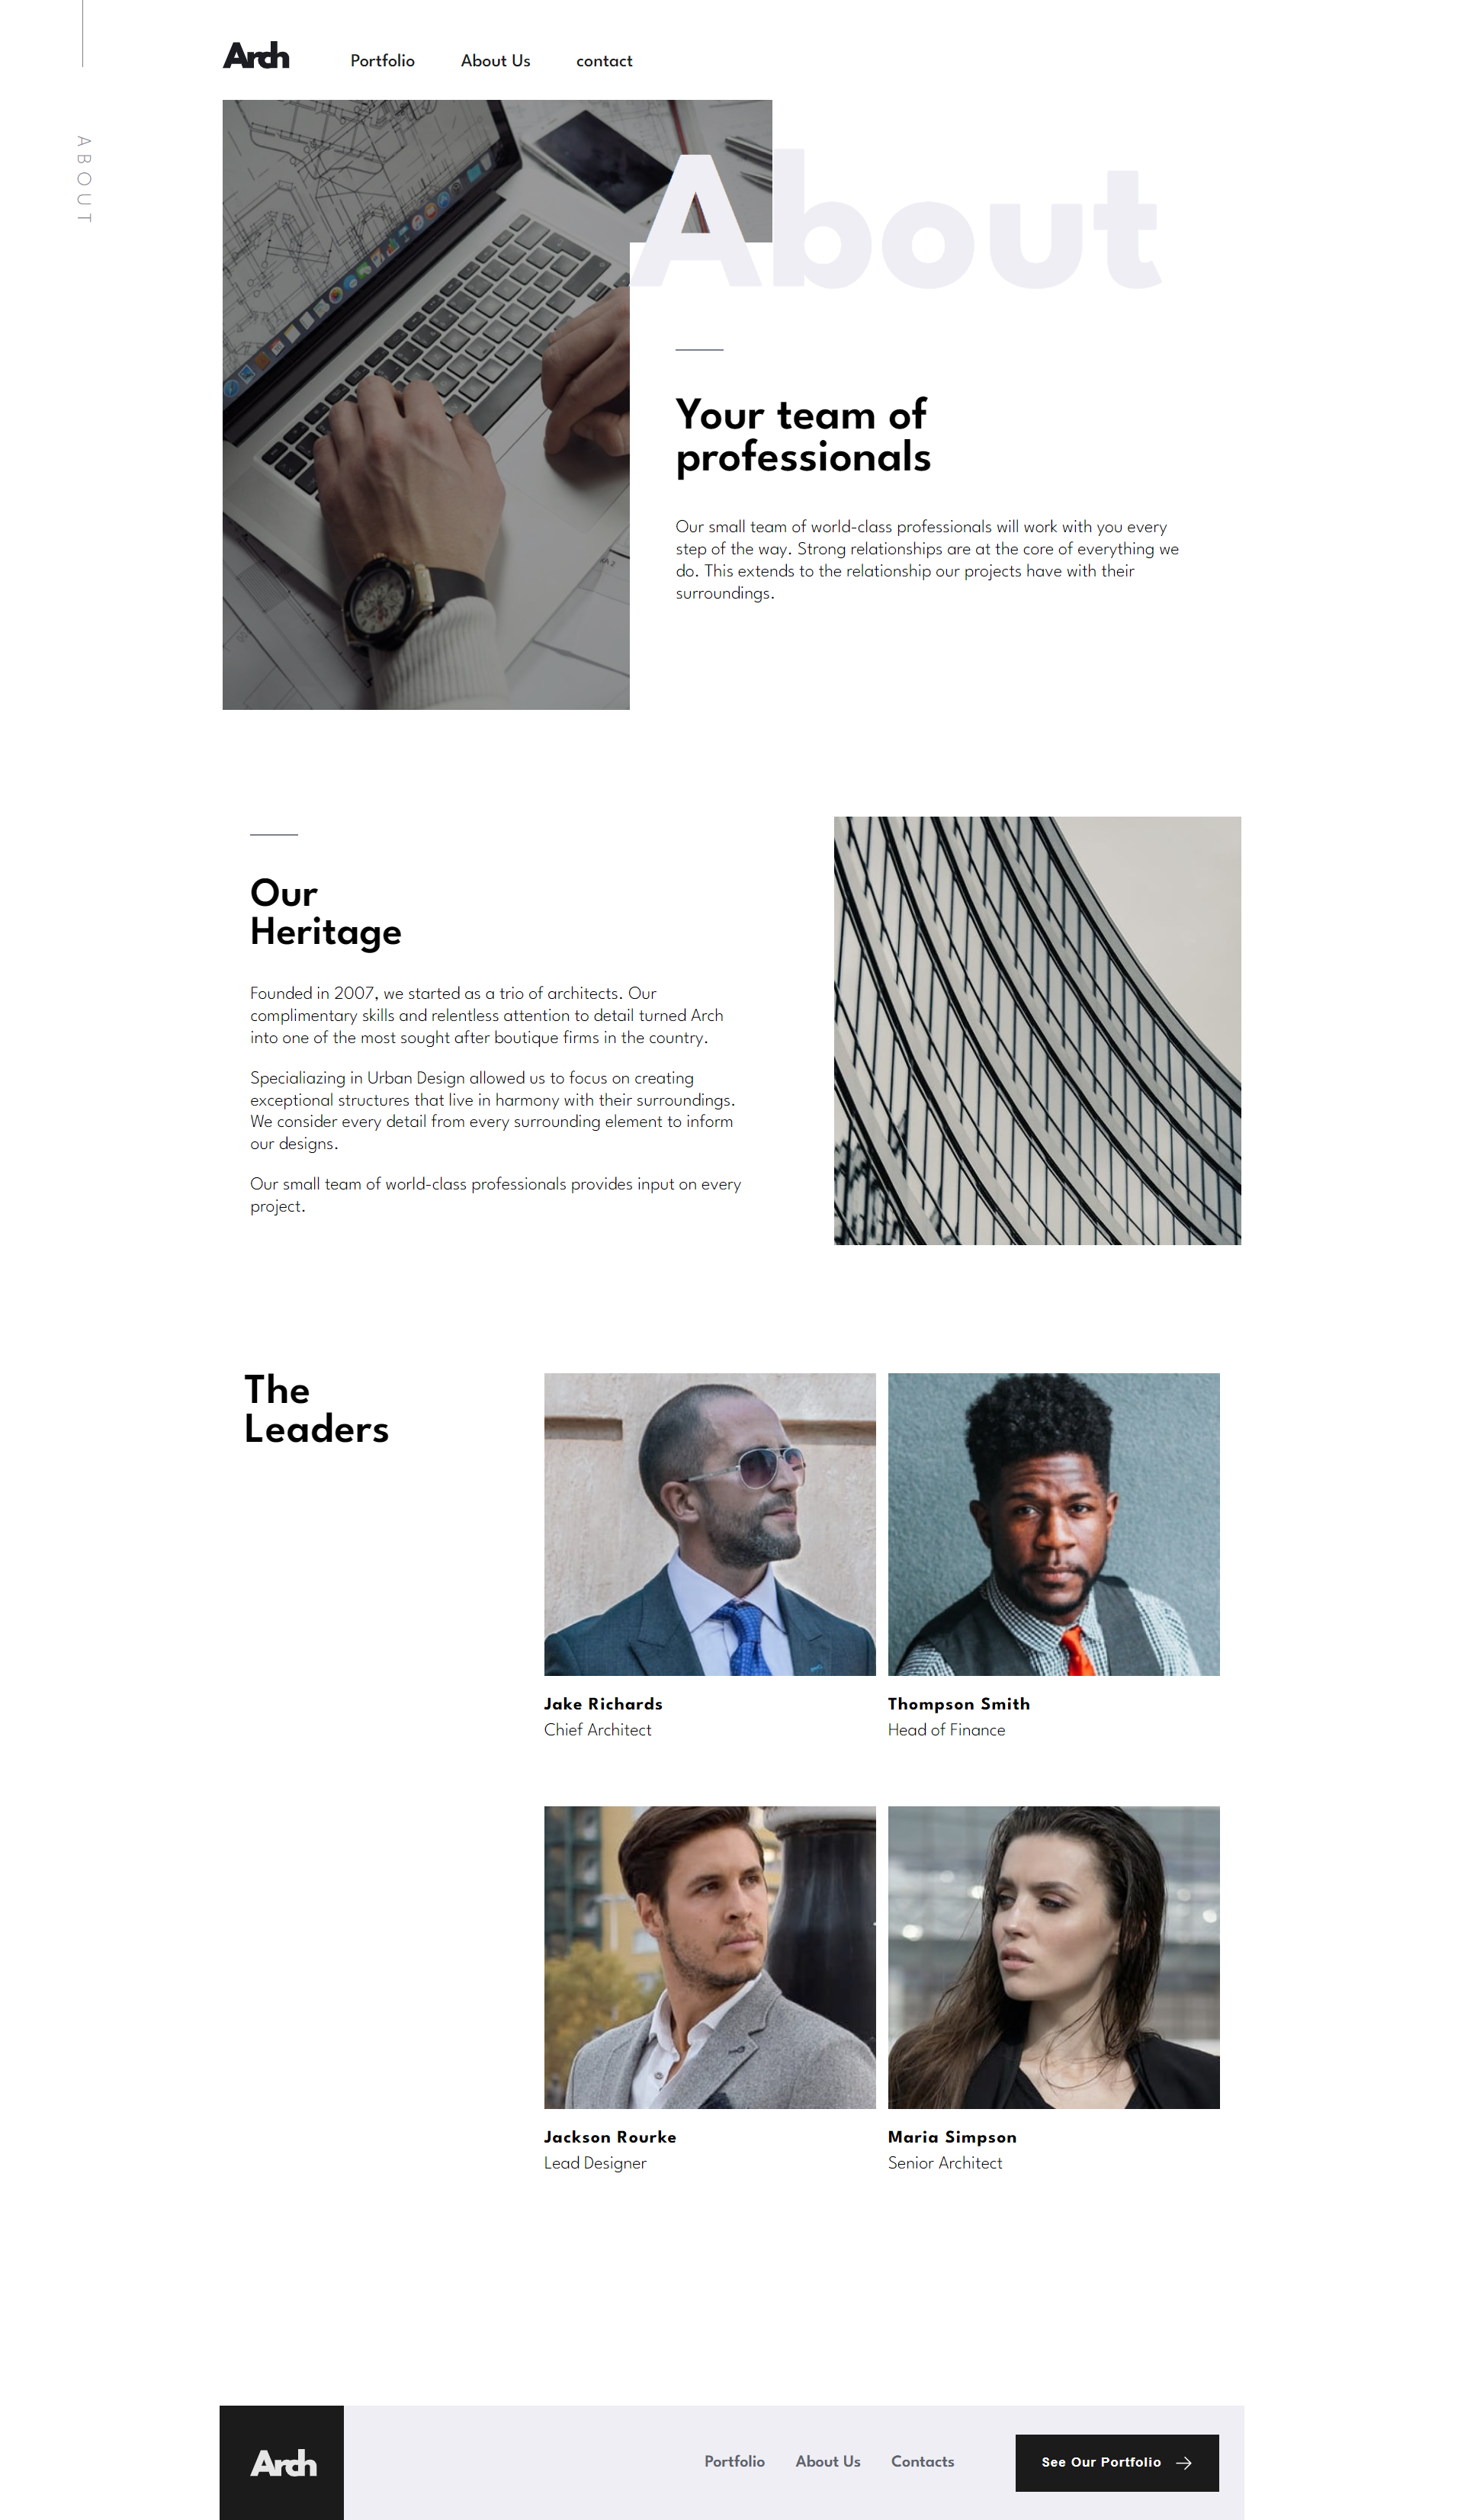 Arch
Portfolio
About Us
contact
ABOUT
About
Your team of
professionals
Our small team of world-class professionals will work with you every
step of the way. Strong relationships are at the core of everything we
do. This extends to the relationship our projects have with their
surroundings.
Our
Heritage
Founded in 2007, we started as a trio of architects. Our
complimentary skills and relentless attention to detail turned Arch
into one of the most sought after boutique firms in the country.
Specialiazing in Urban Design allowed us to focus on creating
exceptional structures that live in harmony with their surroundings.
We consider every detail from every surrounding element to inform
our designs.
Our small team of world-class professionals provides input on every
project.
The
Leaders
Jake Richards
Chief Architect
Thompson Smith
Head of Finance
Jackson Rourke
Lead Designer
Maria Simpson
Senior Architect
Arch
Portfolio
About Us
Contacts
See Our Portfolio